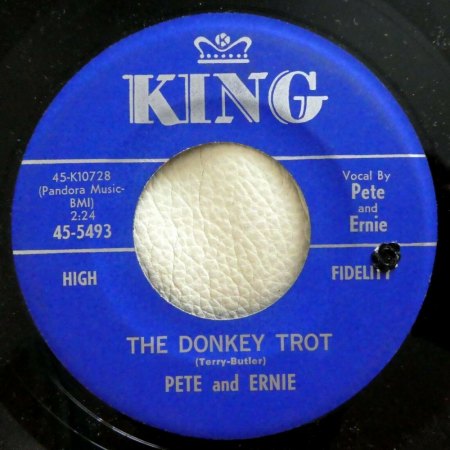 K
KING
45-K10728
(Pandora Music-
BMI)
2:24
45-5493
Vocal By
Pete
and
Ernie
HIGH FIDELITY
THE DONKEY TROT
(Terry-Butler)
PETE and ERNIE